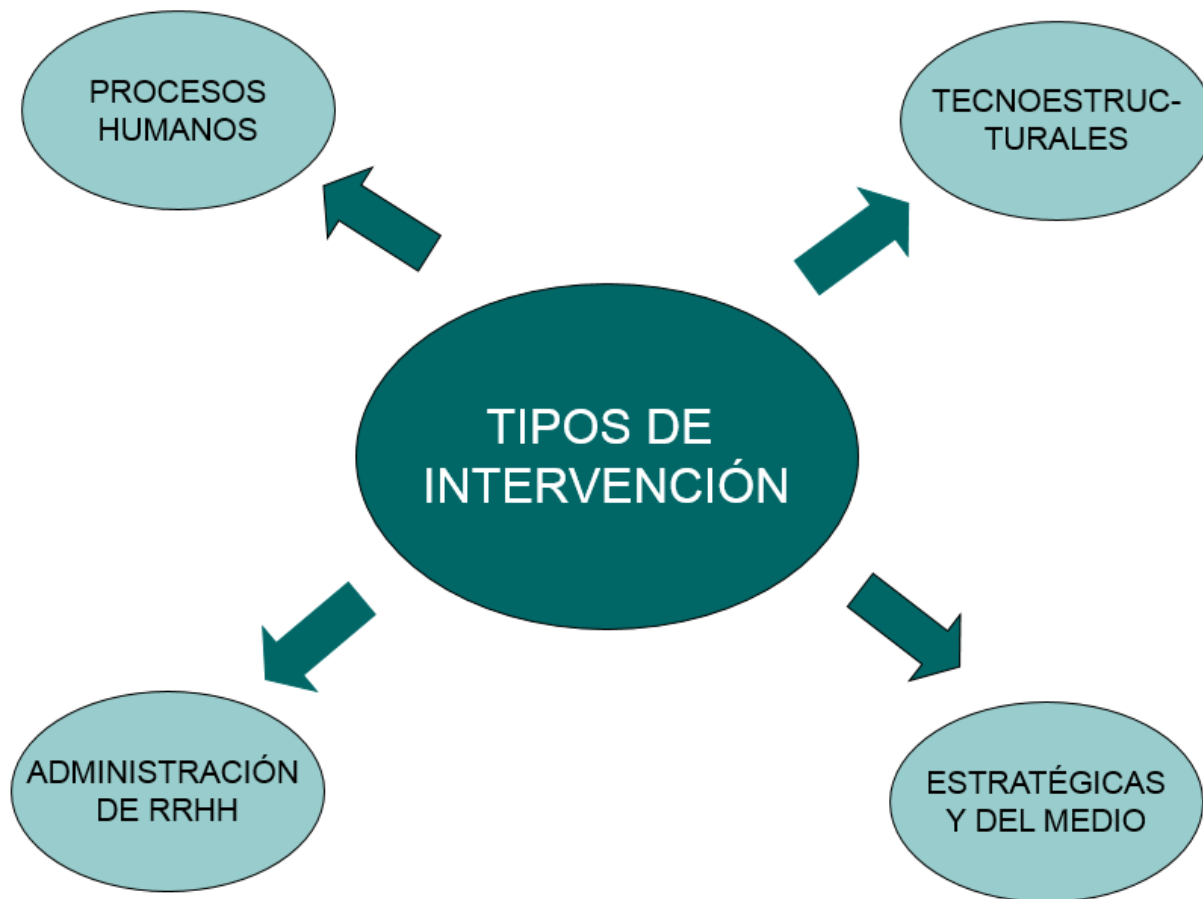 PROCESOS
HUMANOS
TECNOESTRUC-
TURALES
TIPOS DE
INTERVENCIÓN
ADMINISTRACIÓN
DE RRHH
ESTRATÉGICAS
Y DEL MEDIO